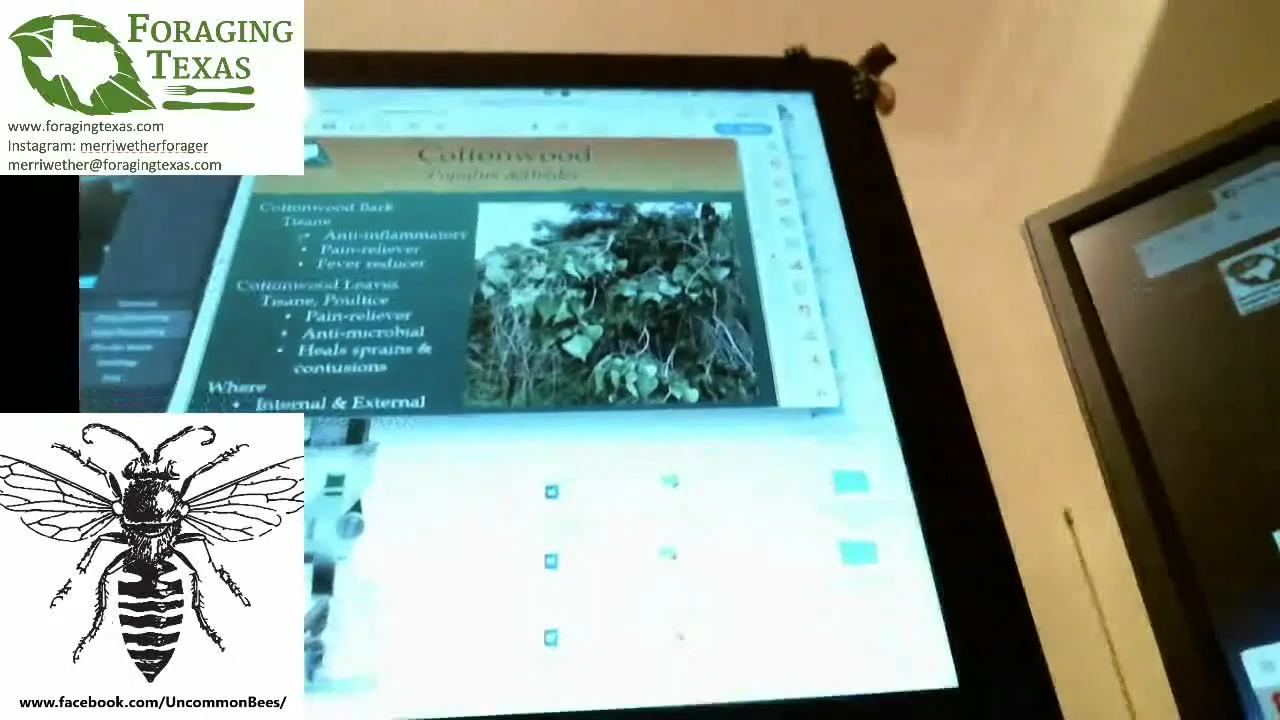 FORAGING
TEXAS
www.foragingtexas.com
Instagram: merriwetherforager
merriwether@foragingtexas.com
Cottonwood
Populus deltoides
Cottonwood Bark
Tisane
• Anti-inflammatory
• Pain-reliever
• Fever reducer
Cottonwood Leaves
Tisane, Poultice
• Pain-reliever
• Anti-microbial
• Heals sprains &
contusions
Where
• Internal & External
www.facebook.com/UncommonBees/